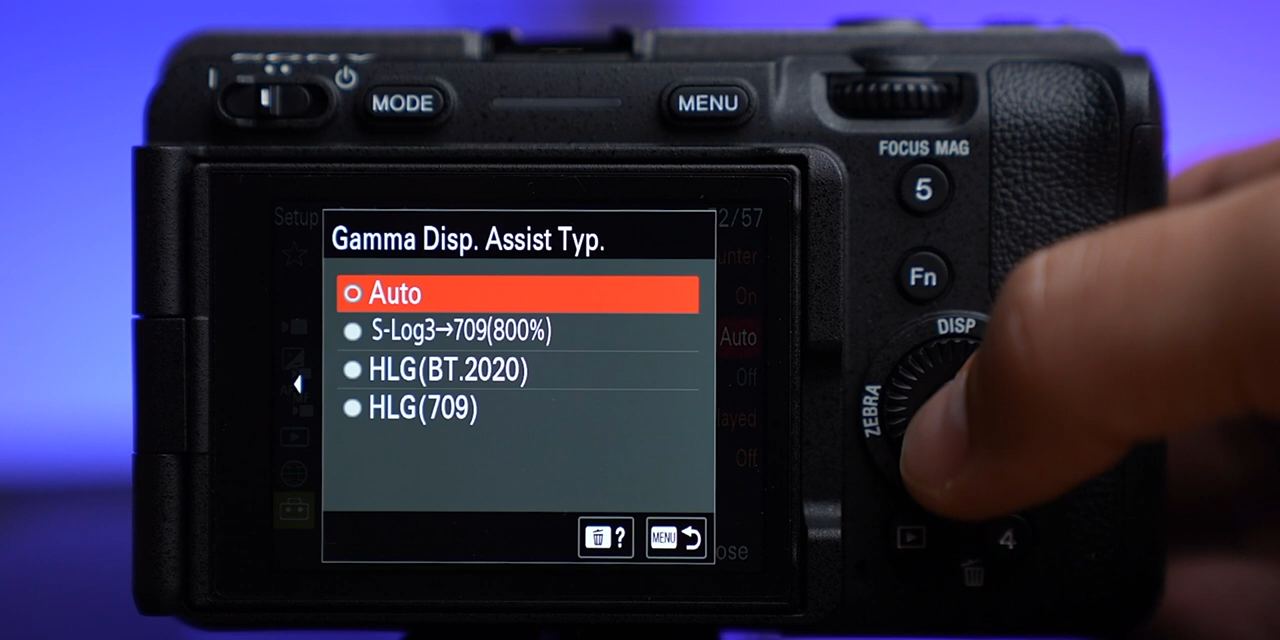 MODE
MENU
FOCUS MAG
5
Fn
DISP
ZEBRA
4
Setup
2/57
Gamma Disp. Assist Typ.
Auto
S-Log3→709(800%)
HLG(BT.2020)
HLG(709)
On
Auto
Off
Off
?
MENU